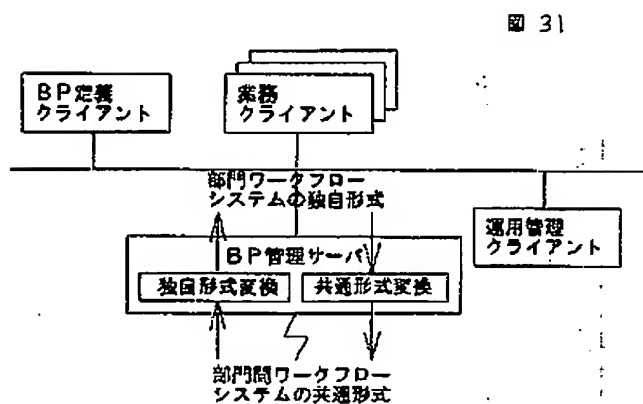 図 31
BP定義
クライアント
業務
クライアント
部門ワークフロー
システムの独自形式
運用管理
クライアント
BP管理サーバ
独自形式変換
共通形式変換
部門間ワークフロー
システムの共通形式